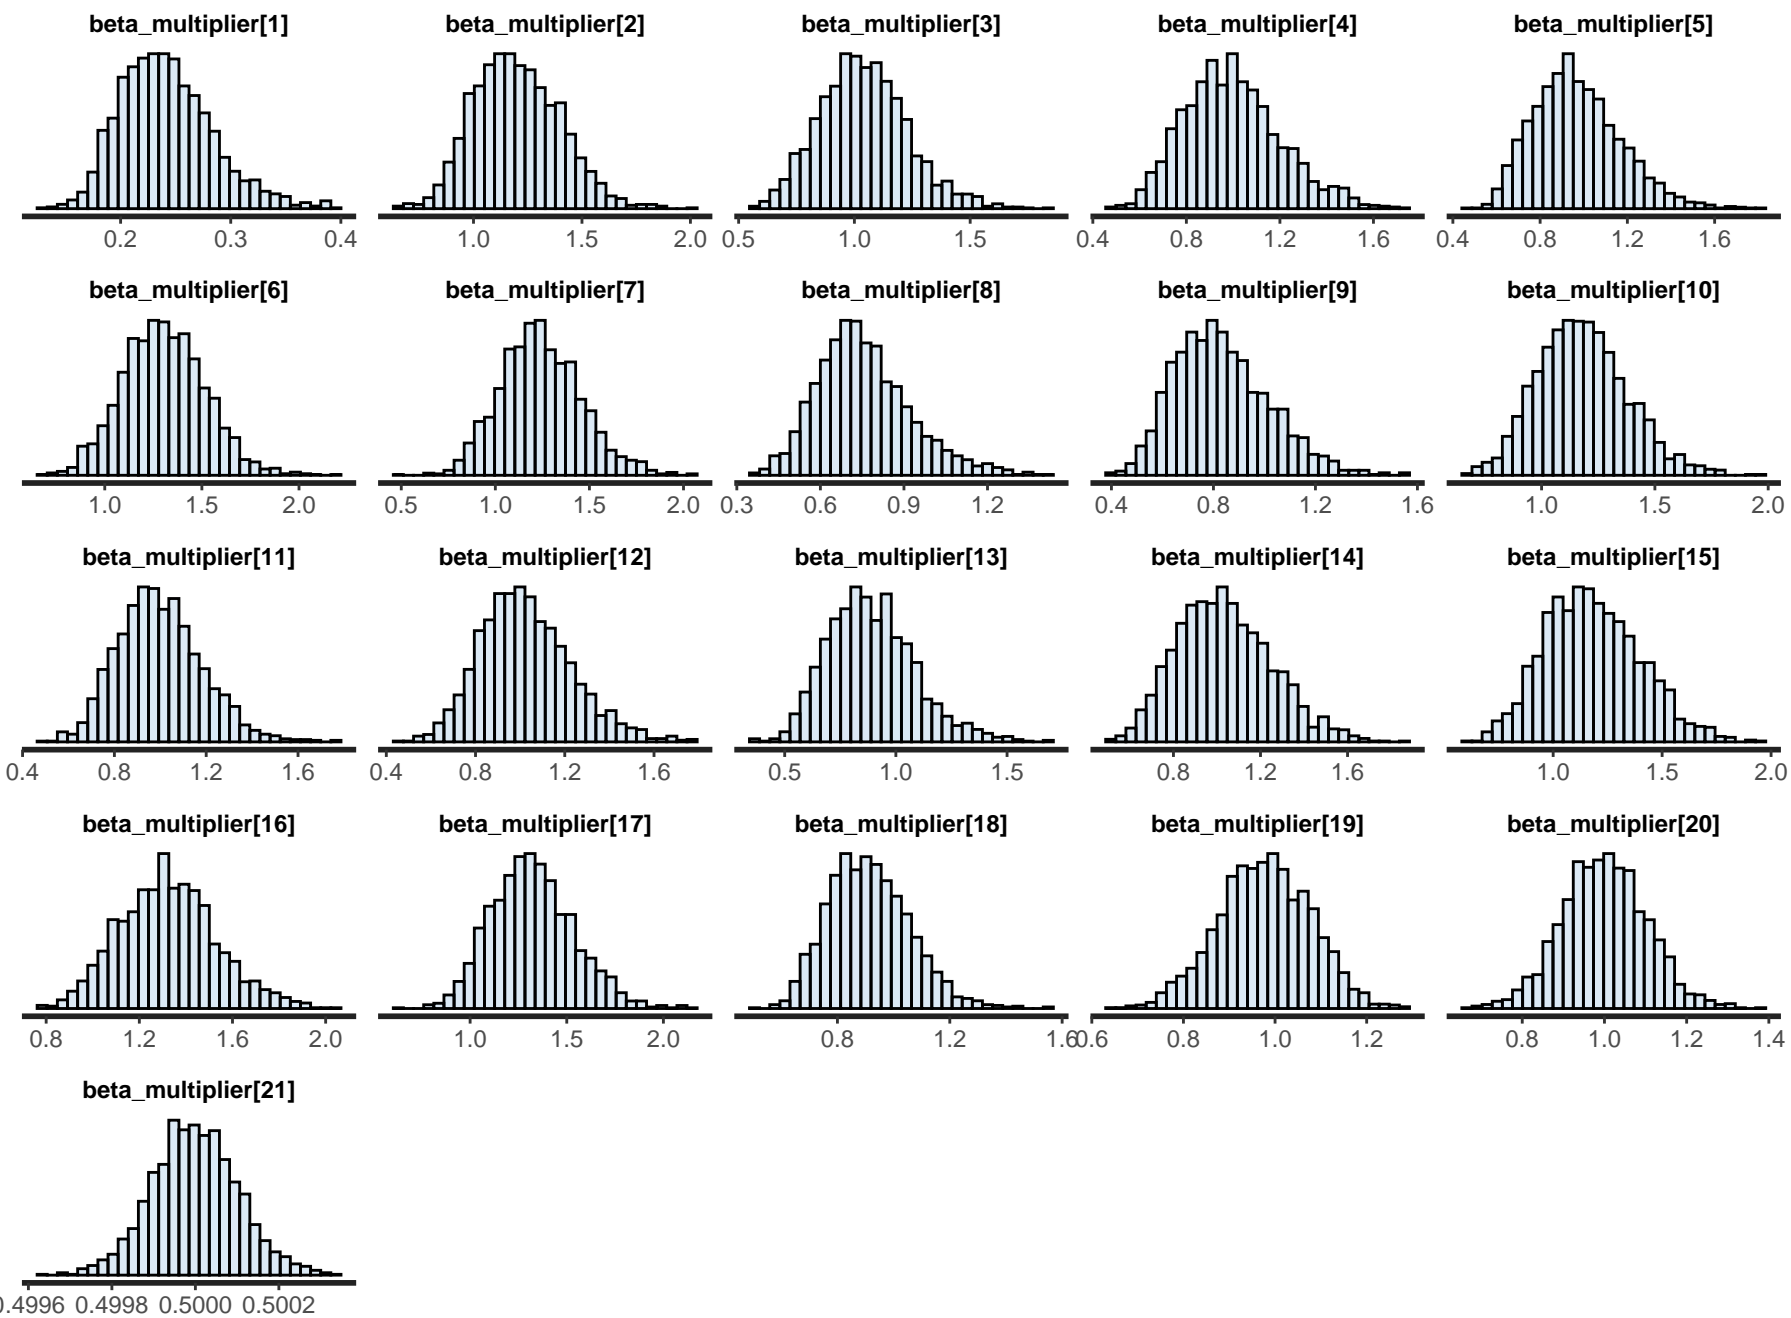 beta_multiplier[1] beta_multiplier[2] beta_multiplier[3] beta_multiplier[4] beta_multiplier[5]
0.2 0.3 0.4 1.0 1.5 2.0 0.5 1.0 1.5 0.4 0.8 1.2 1.6 0.4 0.8 1.2 1.6
beta_multiplier[6] beta_multiplier[7] beta_multiplier[8] beta_multiplier[9] beta_multiplier[10]
1.0 1.5 2.0 0.5 1.0 1.5 2.0 0.3 0.6 0.9 1.2 0.4 0.8 1.2 1.6 1.0 1.5 2.0
beta_multiplier[11] beta_multiplier[12] beta_multiplier[13] beta_multiplier[14] beta_multiplier[15]
0.4 0.8 1.2 1.6 0.4 0.8 1.2 1.6 0.5 1.0 1.5 0.8 1.2 1.6 1.0 1.5 2.0
beta_multiplier[16] beta_multiplier[17] beta_multiplier[18] beta_multiplier[19] beta_multiplier[20]
0.8 1.2 1.6 2.0 1.0 1.5 2.0 0.8 1.2 1.6 0.6 0.8 1.0 1.2 0.8 1.0 1.2 1.4
beta_multiplier[21]
0.4996 0.4998 0.5000 0.5002